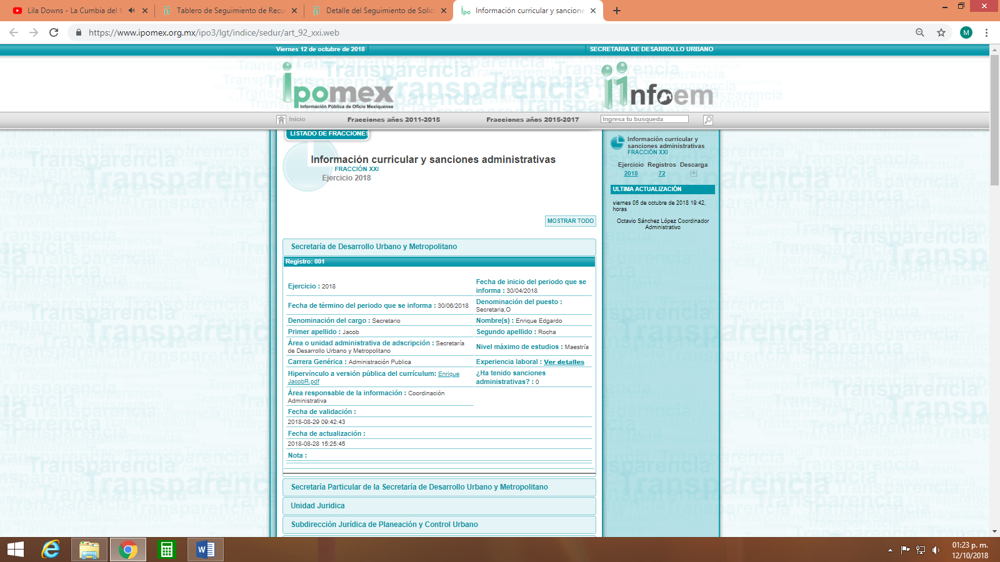 Lila Downs - La Cumbia del
Tablero de Seguimiento de Recu
Detalle del Seguimiento de Solic
Información curricular y sancione
https://www.ipomex.org.mx/ipo3/lgt/indice/sedur/art_92_xxi.web
M
Viernes 12 de octubre de 2018
SECRETARIA DE DESARROLLO URBANO
ipomex
Información Pública de Oficio Mexiquense
infoem
Transparencia
Inicio
Fracciones años 2011-2015
Fracciones años 2015-2017
Ingresa tu busqueda
LISTADO DE FRACCIONES
Información curricular y sanciones administrativas
FRACCIÓN XXI
Ejercicio 2018
MOSTRAR TODO
Información curricular y
sanciones administrativas
FRACCIÓN XXI
Ejercicio Registros Descarga
2018 72
ULTIMA ACTUALIZACIÓN
viernes 05 de octubre de 2018 19:42,
horas
Octavio Sánchez López Coordinador
Administrativo
Secretaría de Desarrollo Urbano y Metropolitano
Registro: 001
Ejercicio : 2018
Fecha de inicio del periodo que se
informa : 30/04/2018
Fecha de término del periodo que se informa : 30/06/2018
Denominación del puesto :
Secretaria,O
Denominación del cargo : Secretario
Nombre(s) : Enrique Edgardo
Primer apellido : Jacob
Segundo apellido : Rocha
Área o unidad administrativa de adscripción : Secretaría
de Desarrollo Urbano y Metropolitano
Nivel máximo de estudios : Maestría
Carrera Genérica : Administración Publica
Experiencia laboral : Ver detalles
Hipervínculo a versión pública del currículum: Enrique
JacobR.pdf
¿Ha tenido sanciones
administrativas? : 0
Área responsable de la información : Coordinación
Administrativa
Fecha de validación :
2018-08-29 09:42:43
Fecha de actualización :
2018-08-28 15:25:45
Nota :
Secretaría Particular de la Secretaría de Desarrollo Urbano y Metropolitano
Unidad Juridica
Subdirección Jurídica de Planeación y Control Urbano
01:23 p. m.
12/10/2018